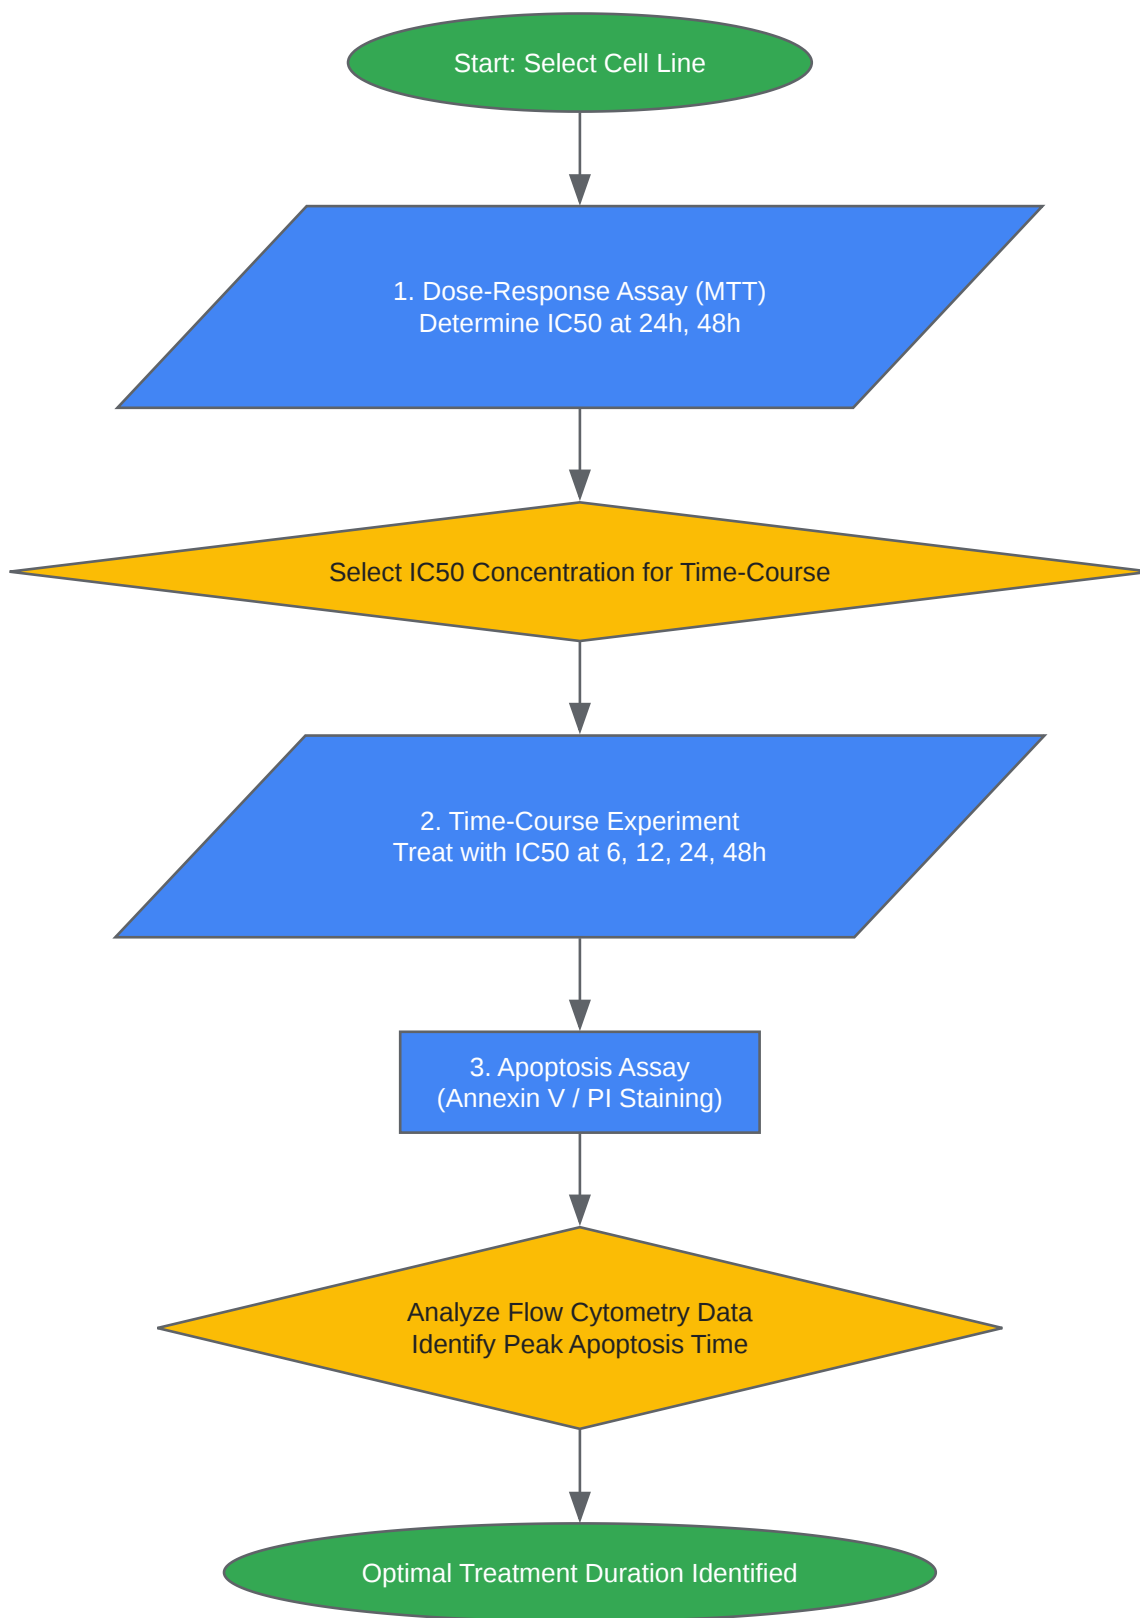 Start: Select Cell Line
1. Dose-Response Assay (MTT)
Determine IC50 at 24h, 48h
Select IC50 Concentration for Time-Course
2. Time-Course Experiment
Treat with IC50 at 6, 12, 24, 48h
3. Apoptosis Assay
(Annexin V / PI Staining)
Analyze Flow Cytometry Data
Identify Peak Apoptosis Time
Optimal Treatment Duration Identified